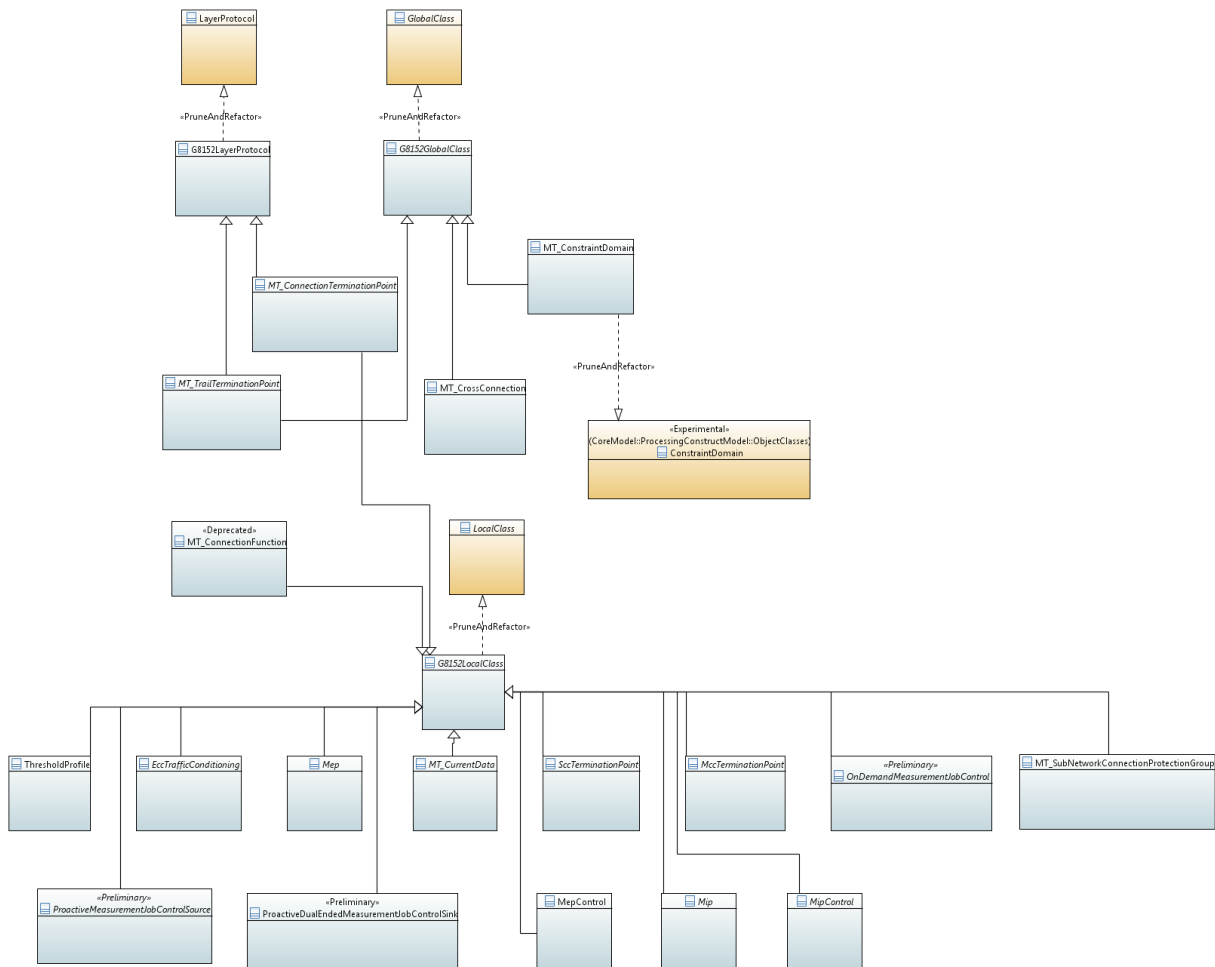 LayerProtocol
GlobalClass
«PruneAndRefactor»
«PruneAndRefactor»
G8152LayerProtocol
G8152GlobalClass
MT_ConstraintDomain
MT_ConnectionTerminationPoint
«PruneAndRefactor»
MT_TrailTerminationPoint
MT_CrossConnection
«Experimental»
(CoreModel::ProcessingConstructModel::ObjectClasses)
ConstraintDomain
«Deprecated»
MT_ConnectionFunction
LocalClass
«PruneAndRefactor»
G8152LocalClass
ThresholdProfile
EccTrafficConditioning
Mep
MT_CurrentData
SccTerminationPoint
MccTerminationPoint
«Preliminary»
OnDemandMeasurementJobControl
MT_SubNetworkConnectionProtectionGroup
«Preliminary»
ProactiveMeasurementJobControlSource
«Preliminary»
ProactiveDualEndedMeasurementJobControlSink
MepControl
Mip
MipControl